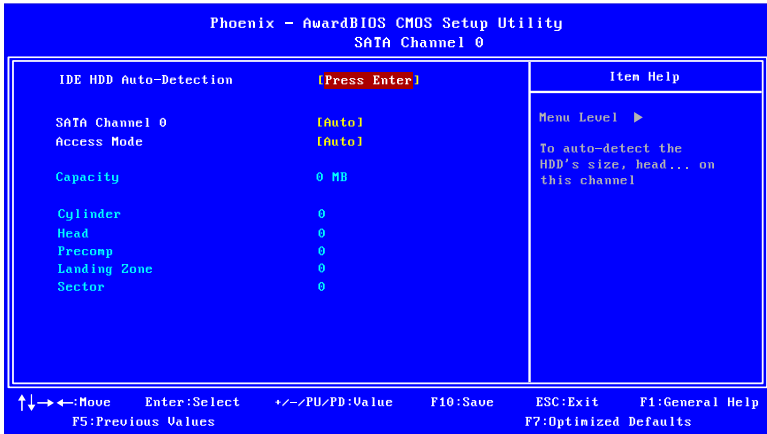 Phoenix – AwardBIOS CMOS Setup Utility
SATA Channel 0
IDE HDD Auto-Detection [Press Enter]
SATA Channel 0 [Auto]
Access Mode [Auto]
Capacity 0 MB
Cylinder 0
Head 0
Precomp 0
Landing Zone 0
Sector 0
Item Help
Menu Level ▶
To auto-detect the
HDD's size, head... on
this channel
↑↓→←:Move Enter:Select +/-/PU/PD:Value F10:Save ESC:Exit F1:General Help
F5:Previous Values F7:Optimized Defaults